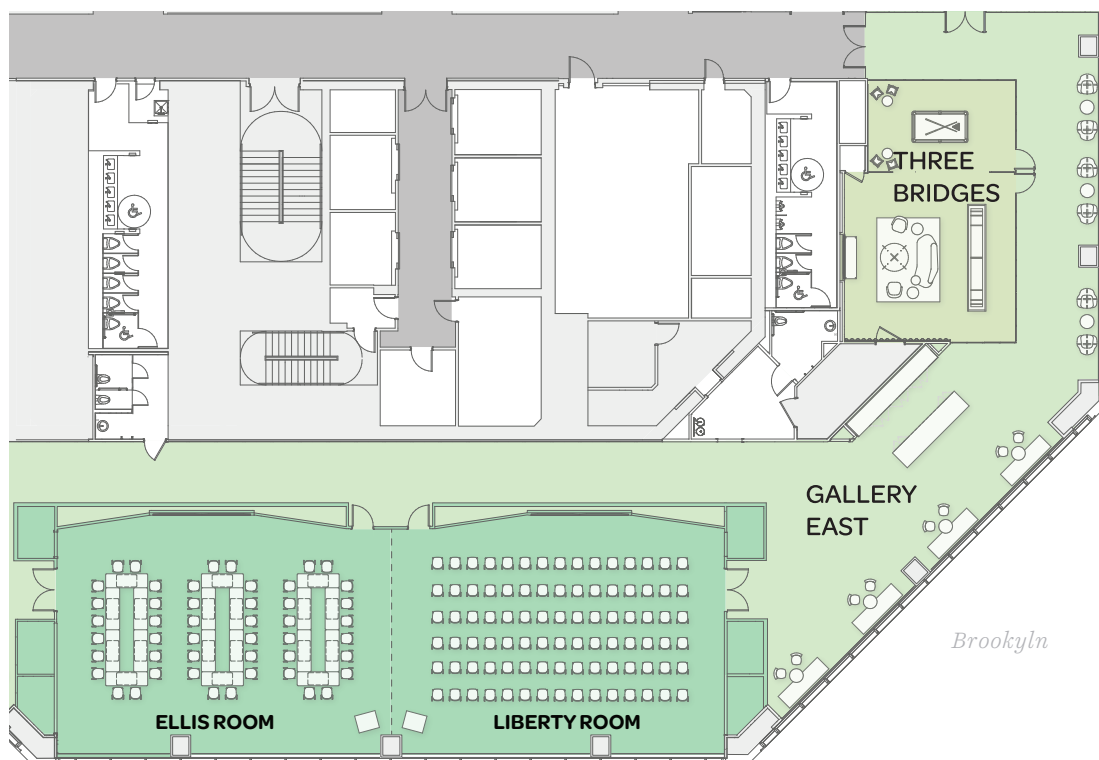 THREE
BRIDGES
GALLERY
EAST
Brookyln
ELLIS ROOM
LIBERTY ROOM